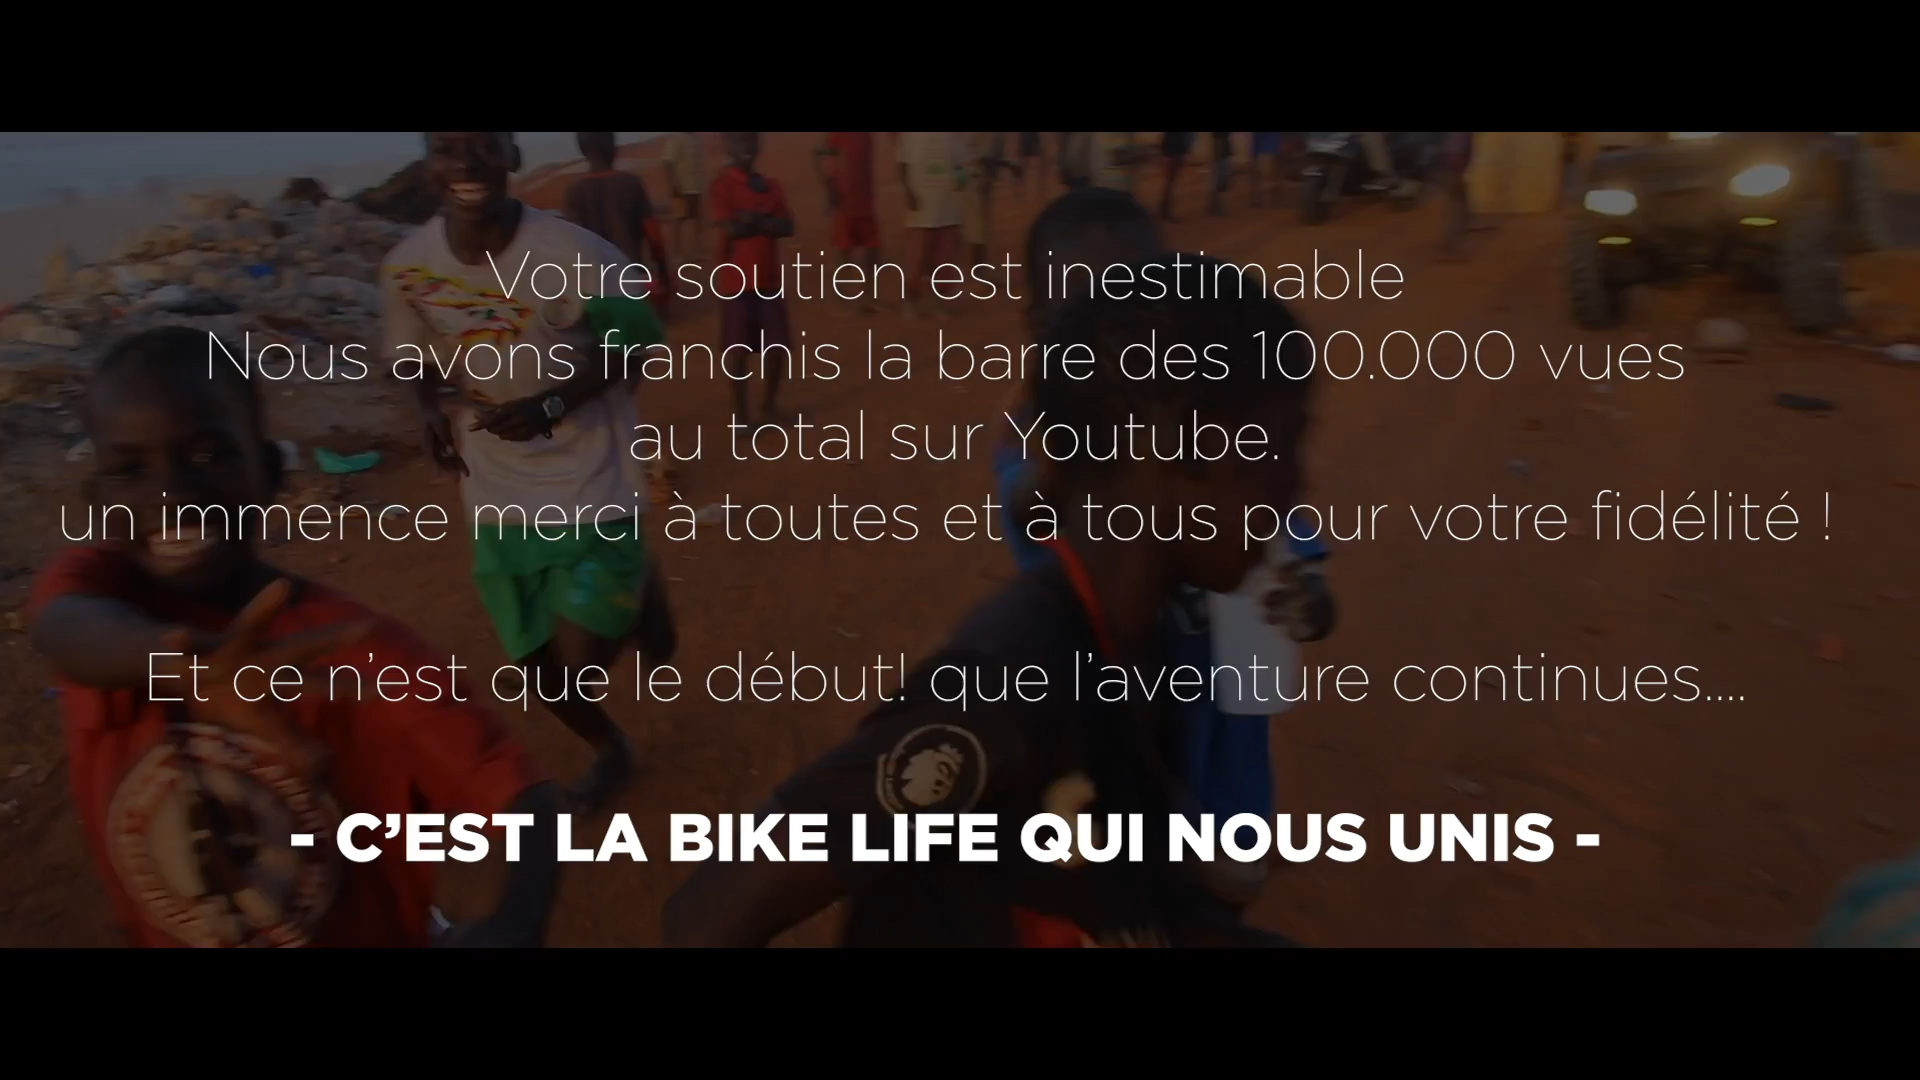 Votre soutien est inestimable
Nous avons franchis la barre des 100.000 vues
au total sur Youtube.
un immence merci à toutes et à tous pour votre fidélité !
Et ce n’est que le début! que l’aventure continues....
- C’EST LA BIKE LIFE QUI NOUS UNIS -